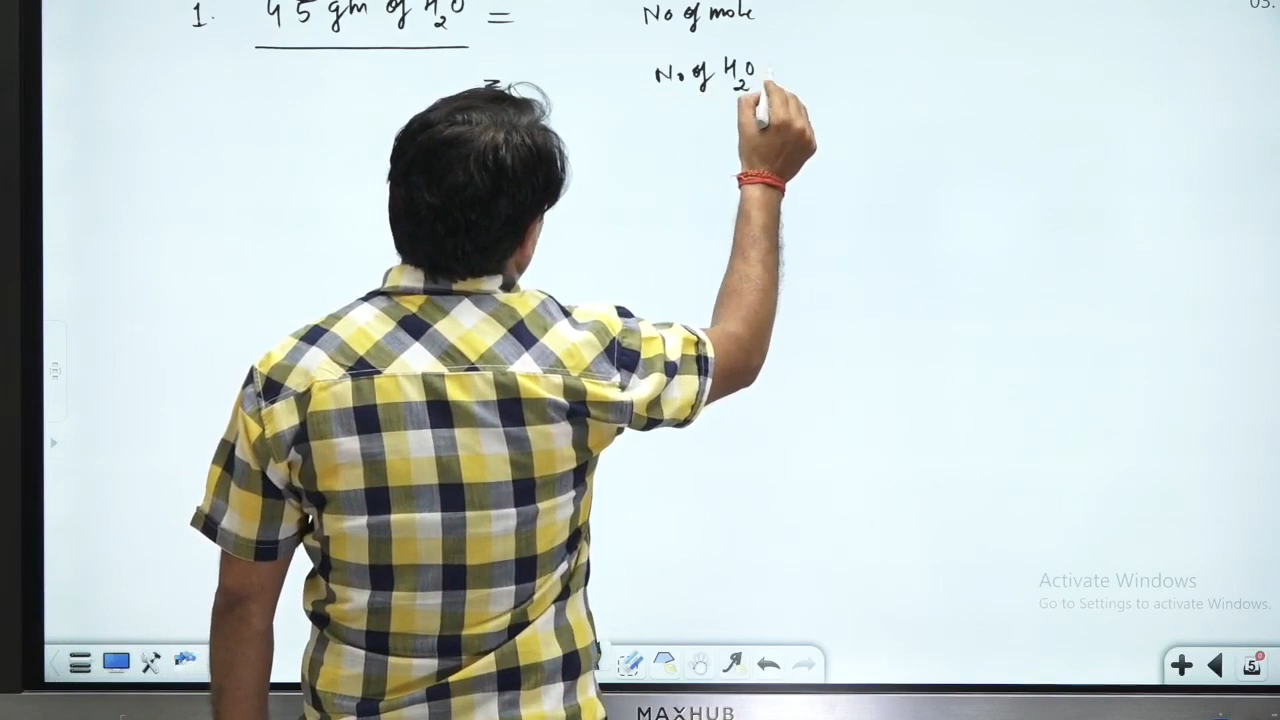 1. 45 gm of H2O = No of mole
No of H2O
Activate Windows
Go to Settings to activate Windows.
5
MAXHUB